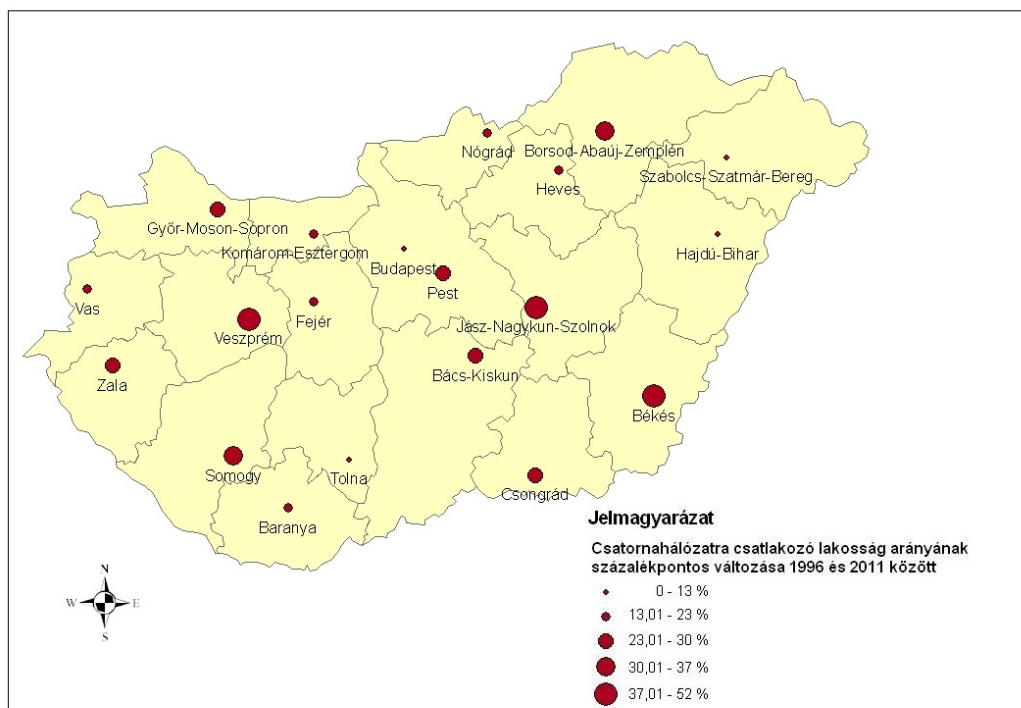 Nógrád
Borsod-Abaúj-Zemplén
Szabolcs-Szatmár-Bereg
Heves
Győr-Moson-Sopron
Komárom-Esztergom
Hajdú-Bihar
Budapest
Pest
Vas
Fejér
Veszprém
Jász-Nagykun-Szolnok
Zala
Bács-Kiskun
Békés
Somogy
Tolna
Csongrád
Baranya
N
W E
S
Jelmagyarázat
Csatornahálózatra csatlakozó lakosság arányának
százalékpontos változása 1996 és 2011 között
0 - 13 %
13,01 - 23 %
23,01 - 30 %
30,01 - 37 %
37,01 - 52 %